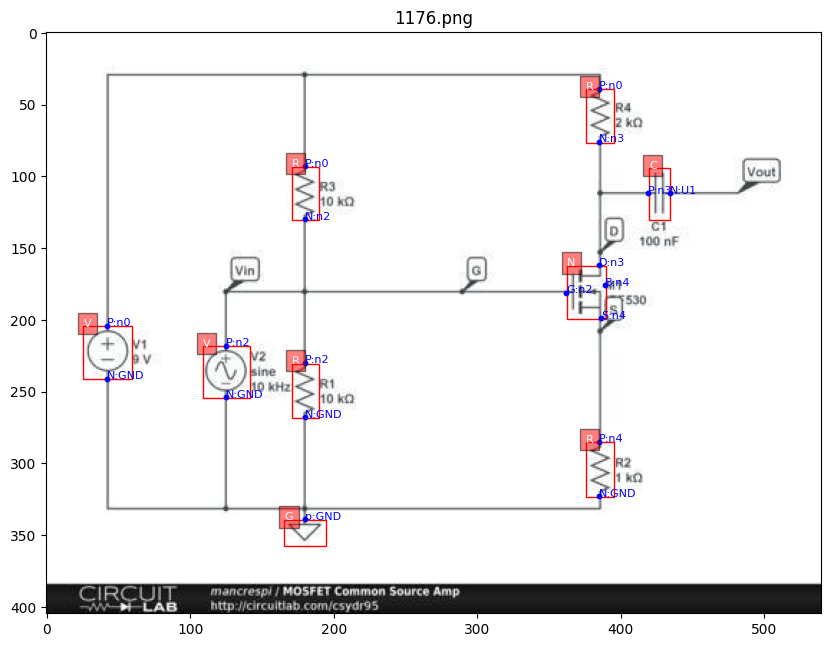 1176.png
0
50
100
150
200
250
300
350
400
0
100
200
300
400
500
R
P:n0
R4
2 kΩ
N:n3
R
P:n0
R3
10 kΩ
N:n2
C
P:n3
N:U1
C1
100 nF
Vout
D
N
D:n3
G:n2
B:n4
S:n4
S
Vin
G
V
P:n0
V1
9 V
N:GND
V
P:n2
V2
sine
10 kHz
N:GND
R
P:n2
R1
10 kΩ
N:GND
R
P:n4
R2
1 kΩ
N:GND
G
p:GND
CIRCUIT
LAB
mancrespi / MOSFET Common Source Amp
http://circuitlab.com/csydr95